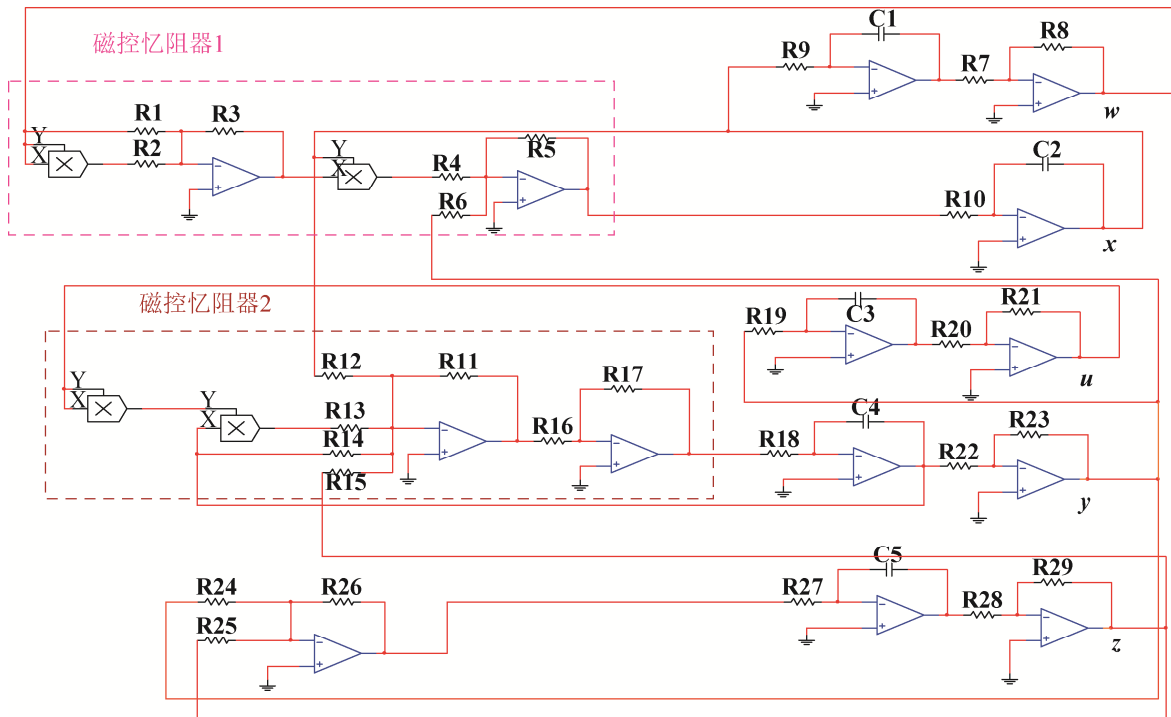 磁控忆阻器1
C1
R9
R7
R8
w
R1
R3
Y
X
R2
Y
X
R4
R5
R6
C2
R10
x
磁控忆阻器2
R19
C3
R20
R21
u
R12
R11
R17
Y
X
Y
X
R13
R14
R15
R16
C4
R18
R22
R23
y
C5
R24
R26
R25
R27
R28
R29
z